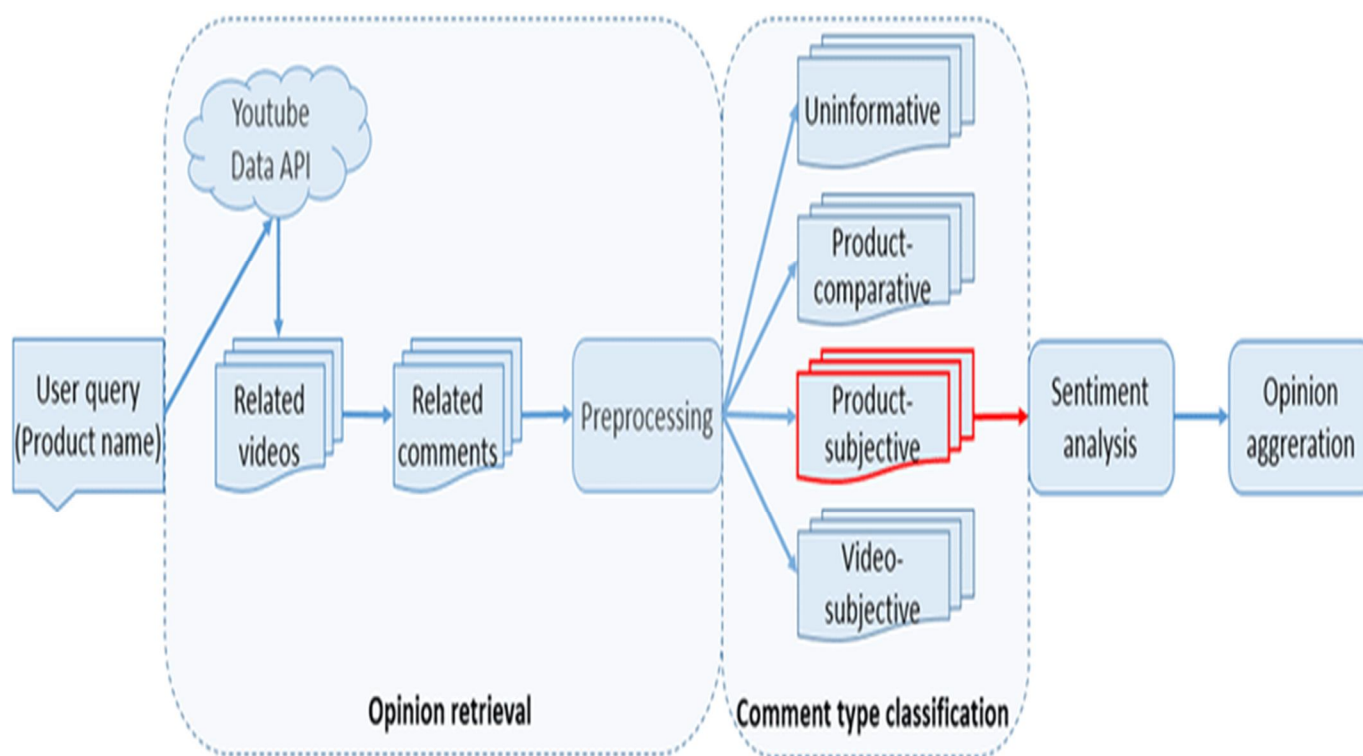 Youtube
Data API
User query
(Product name)
Related
videos
Related
comments
Preprocessing
Uninformative
Product-
comparative
Product-
subjective
Video-
subjective
Sentiment
analysis
Opinion
aggreration
Opinion retrieval
Comment type classification